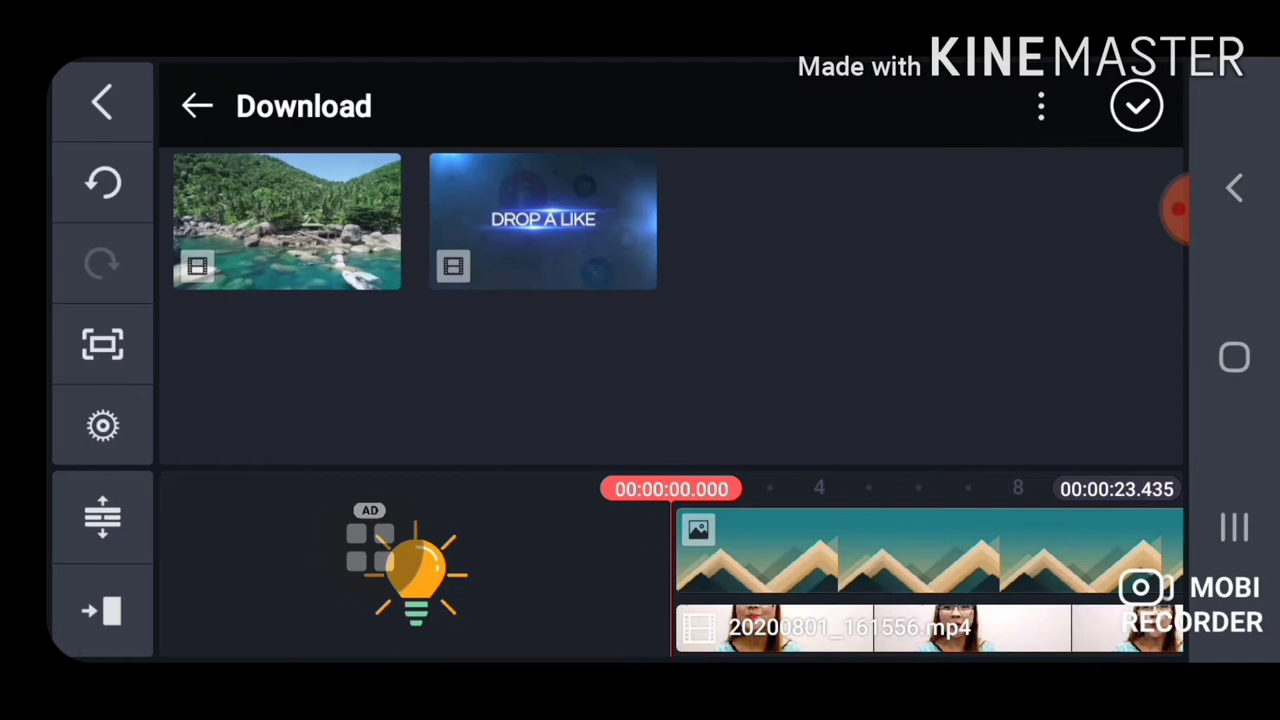 Made with KINEMASTER
Download
DROP A LIKE
00:00:00.000
4
8
00:00:23.435
AD
20200801_161556.mp4
MOBI
RECORDER